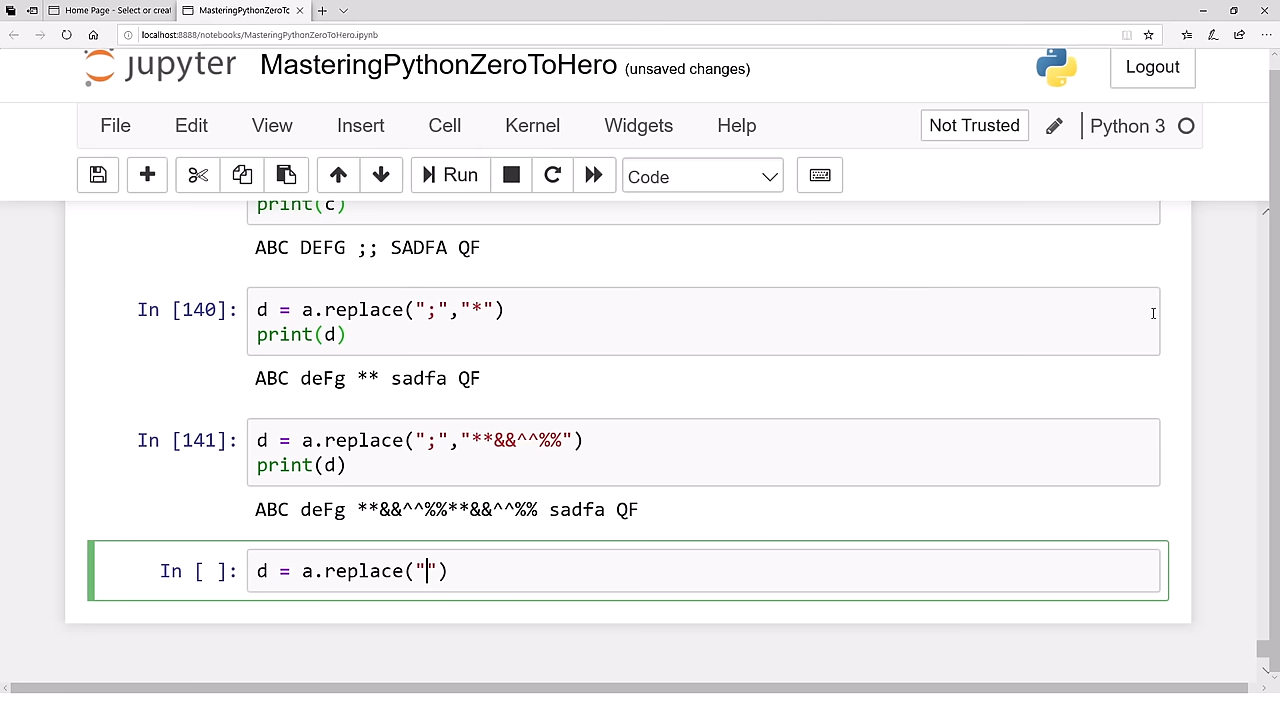 Home Page - Select or creat
MasteringPythonZeroTo
localhost:8888/notebooks/MasteringPythonZeroToHero.ipynb
jupyter MasteringPythonZeroToHero (unsaved changes)
Logout
File Edit View Insert Cell Kernel Widgets Help
Not Trusted
Python 3
Run
Code
print(c)
ABC DEFG ;; SADFA QF
In [140]: d = a.replace(";","*")
print(d)
ABC deFg ** sadfa QF
In [141]: d = a.replace(";","**&&^^%%")
print(d)
ABC deFg **&&^^%%**&&^^%% sadfa QF
In [ ]: d = a.replace("")